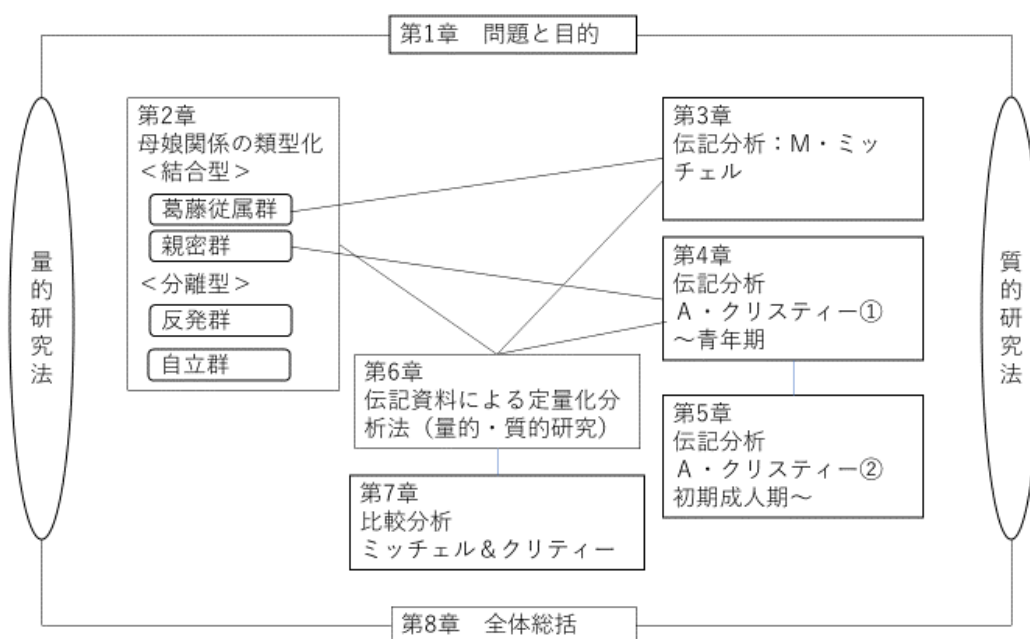 第1章　問題と目的
量的研究法
第2章
母娘関係の類型化
＜結合型＞
葛藤従属群
親密群
＜分離型＞
反発群
自立群
第3章
伝記分析：M・ミッ
チェル
第4章
伝記分析
A・クリスティー①
～青年期
第5章
伝記分析
A・クリスティー②
初期成人期～
第6章
伝記資料による定量化分
析法（量的・質的研究）
第7章
比較分析
ミッチェル＆クリティー
質的研究法
第8章　全体総括